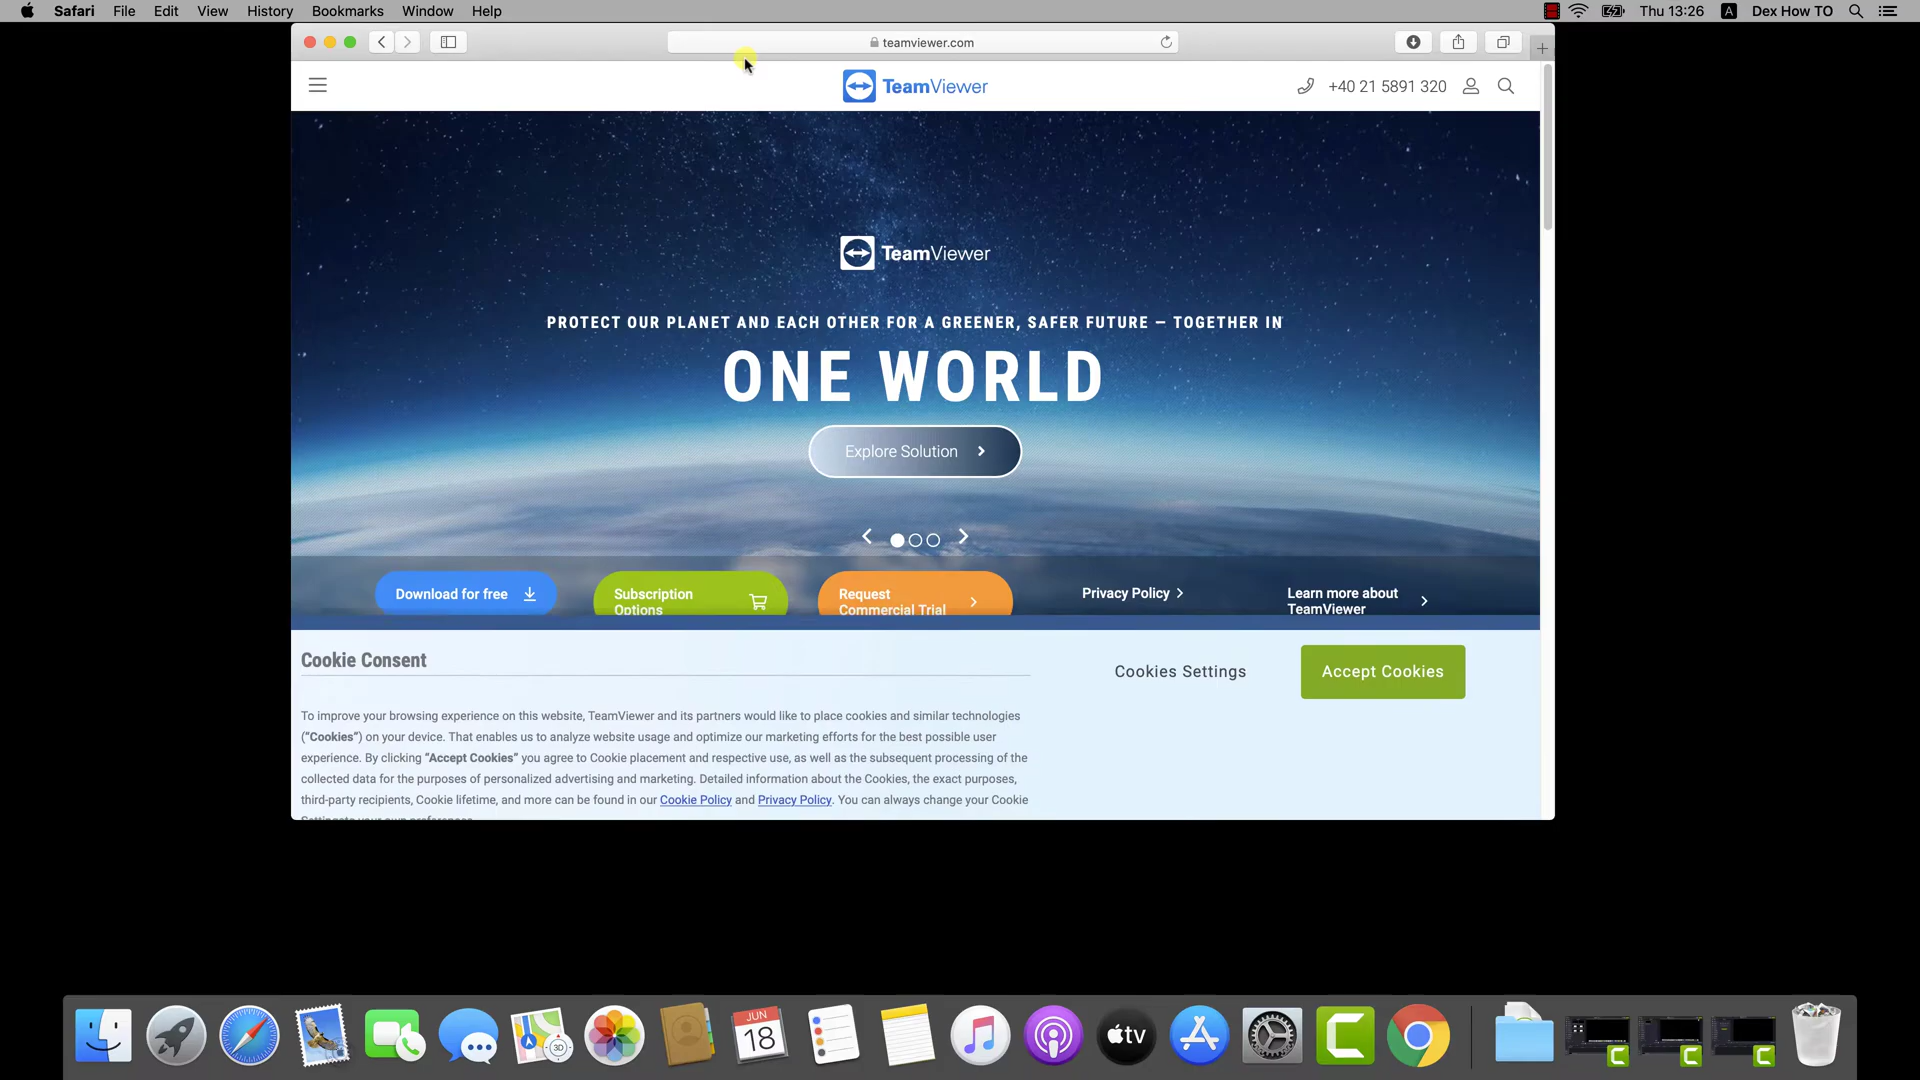 Safari File Edit View History Bookmarks Window Help Thu 13:26 A Dex How TO
teamviewer.com
TeamViewer +40 21 5891 320
TeamViewer
PROTECT OUR PLANET AND EACH OTHER FOR A GREENER, SAFER FUTURE – TOGETHER IN
ONE WORLD
Explore Solution
Download for free
Subscription
Options
Request
Commercial Trial
Privacy Policy
Learn more about
TeamViewer
Cookie Consent
Cookies Settings
Accept Cookies
To improve your browsing experience on this website, TeamViewer and its partners would like to place cookies and similar technologies
("Cookies") on your device. That enables us to analyze website usage and optimize our marketing efforts for the best possible user
experience. By clicking "Accept Cookies" you agree to Cookie placement and respective use, as well as the subsequent processing of the
collected data for the purposes of personalized advertising and marketing. Detailed information about the Cookies, the exact purposes,
third-party recipients, Cookie lifetime, and more can be found in our Cookie Policy and Privacy Policy. You can always change your Cookie
3D
JUN
18
tv